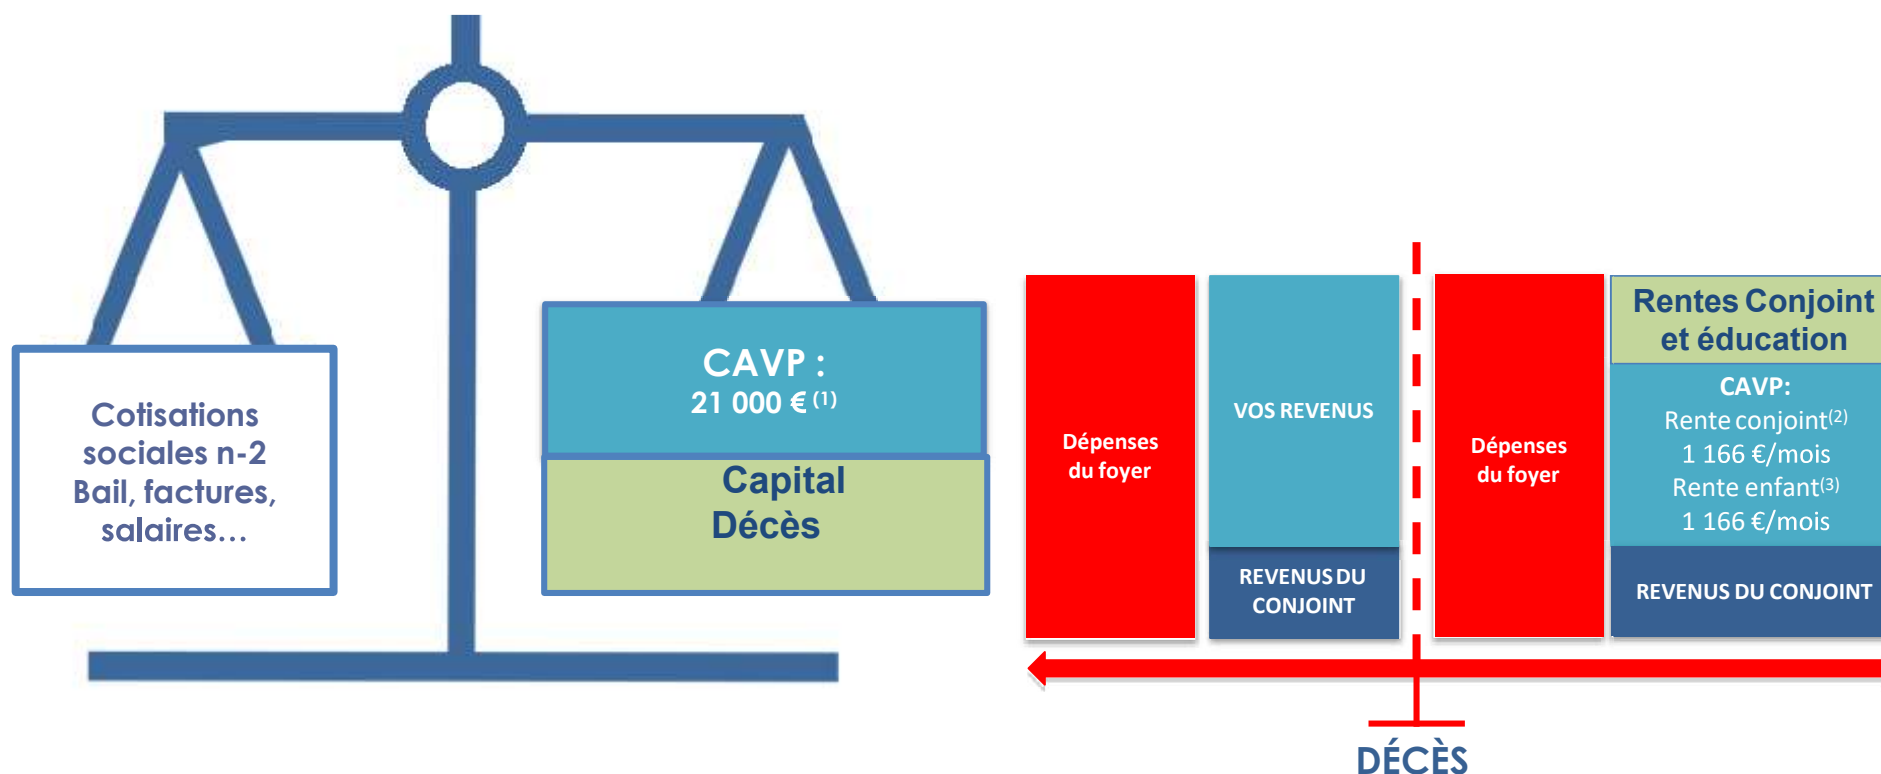 Cotisations
sociales n-2
Bail, factures,
salaires…
CAVP :
21 000 € (1)
Capital
Décès
Dépenses
du foyer
VOS REVENUS
REVENUS DU
CONJOINT
Dépenses
du foyer
Rentes Conjoint
et éducation
CAVP:
Rente conjoint(2)
1 166 €/mois
Rente enfant(3)
1 166 €/mois
REVENUS DU CONJOINT
DÉCÈS